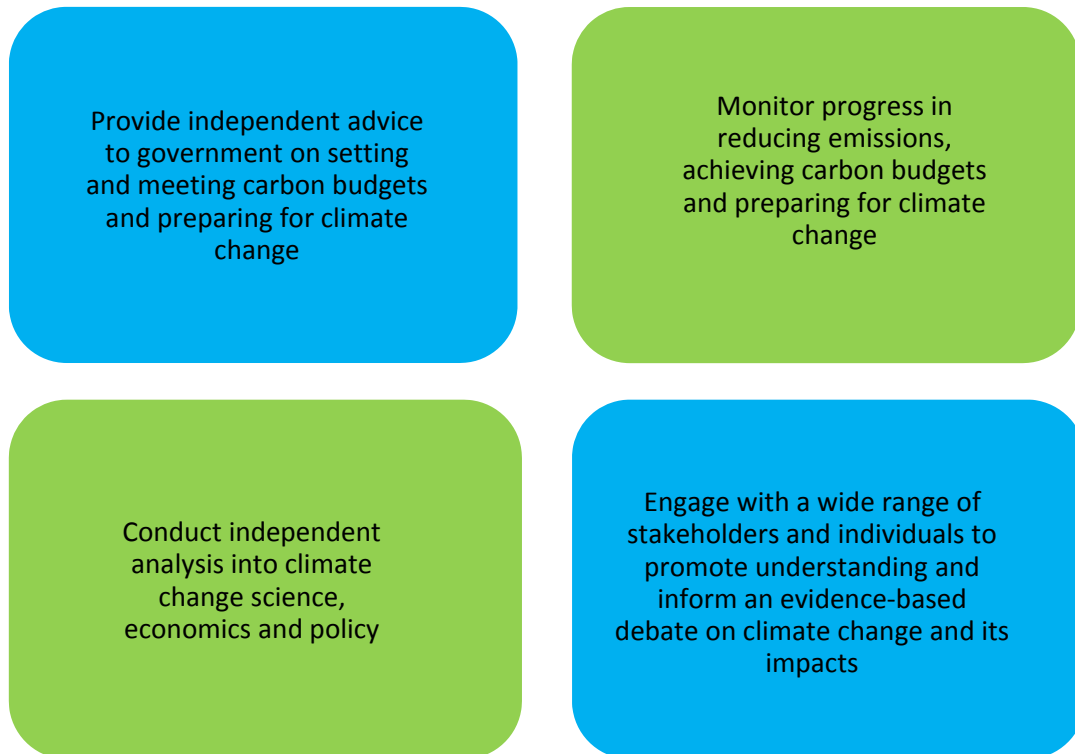 Provide independent advice
to government on setting
and meeting carbon budgets
and preparing for climate
change
Monitor progress in
reducing emissions,
achieving carbon budgets
and preparing for climate
change
Conduct independent
analysis into climate
change science,
economics and policy
Engage with a wide range of
stakeholders and individuals to
promote understanding and
inform an evidence-based
debate on climate change and its
impacts